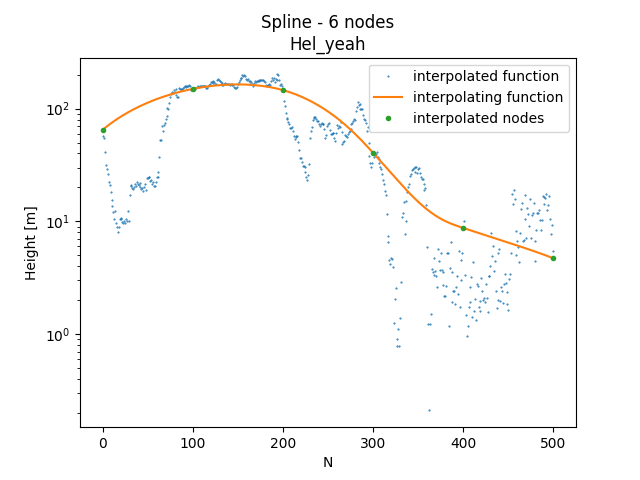 Spline - 6 nodes
Hel_yeah
interpolated function
interpolating function
interpolated nodes
10²
10¹
10⁰
Height [m]
0 100 200 300 400 500
N